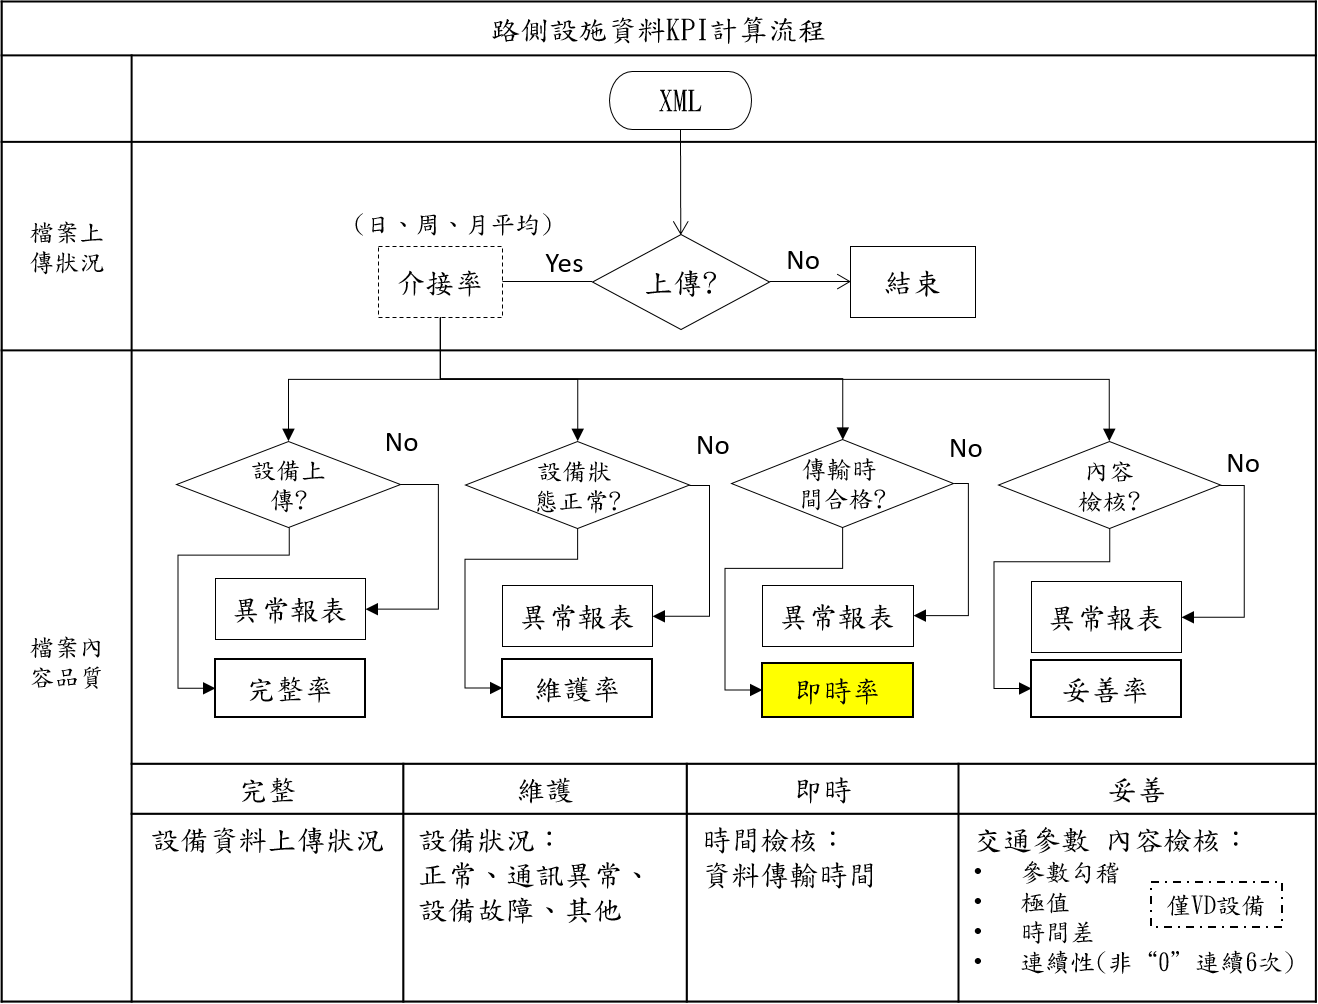 路側設施資料KPI計算流程
XML
檔案上
傳狀況
(日、周、月平均)
介接率
Yes
上傳?
No
結束
檔案內
容品質
設備上
傳?
No
設備狀
態正常?
No
傳輸時
間合格?
No
內容
檢核?
No
異常報表
異常報表
異常報表
異常報表
完整率
維護率
即時率
妥善率
完整
維護
即時
妥善
設備資料上傳狀況
設備狀況：
正常、通訊異常、
設備故障、其他
時間檢核：
資料傳輸時間
交通參數 內容檢核：
• 參數勾稽
• 極值
• 時間差
• 連續性(非“0”連續6次)
僅VD設備